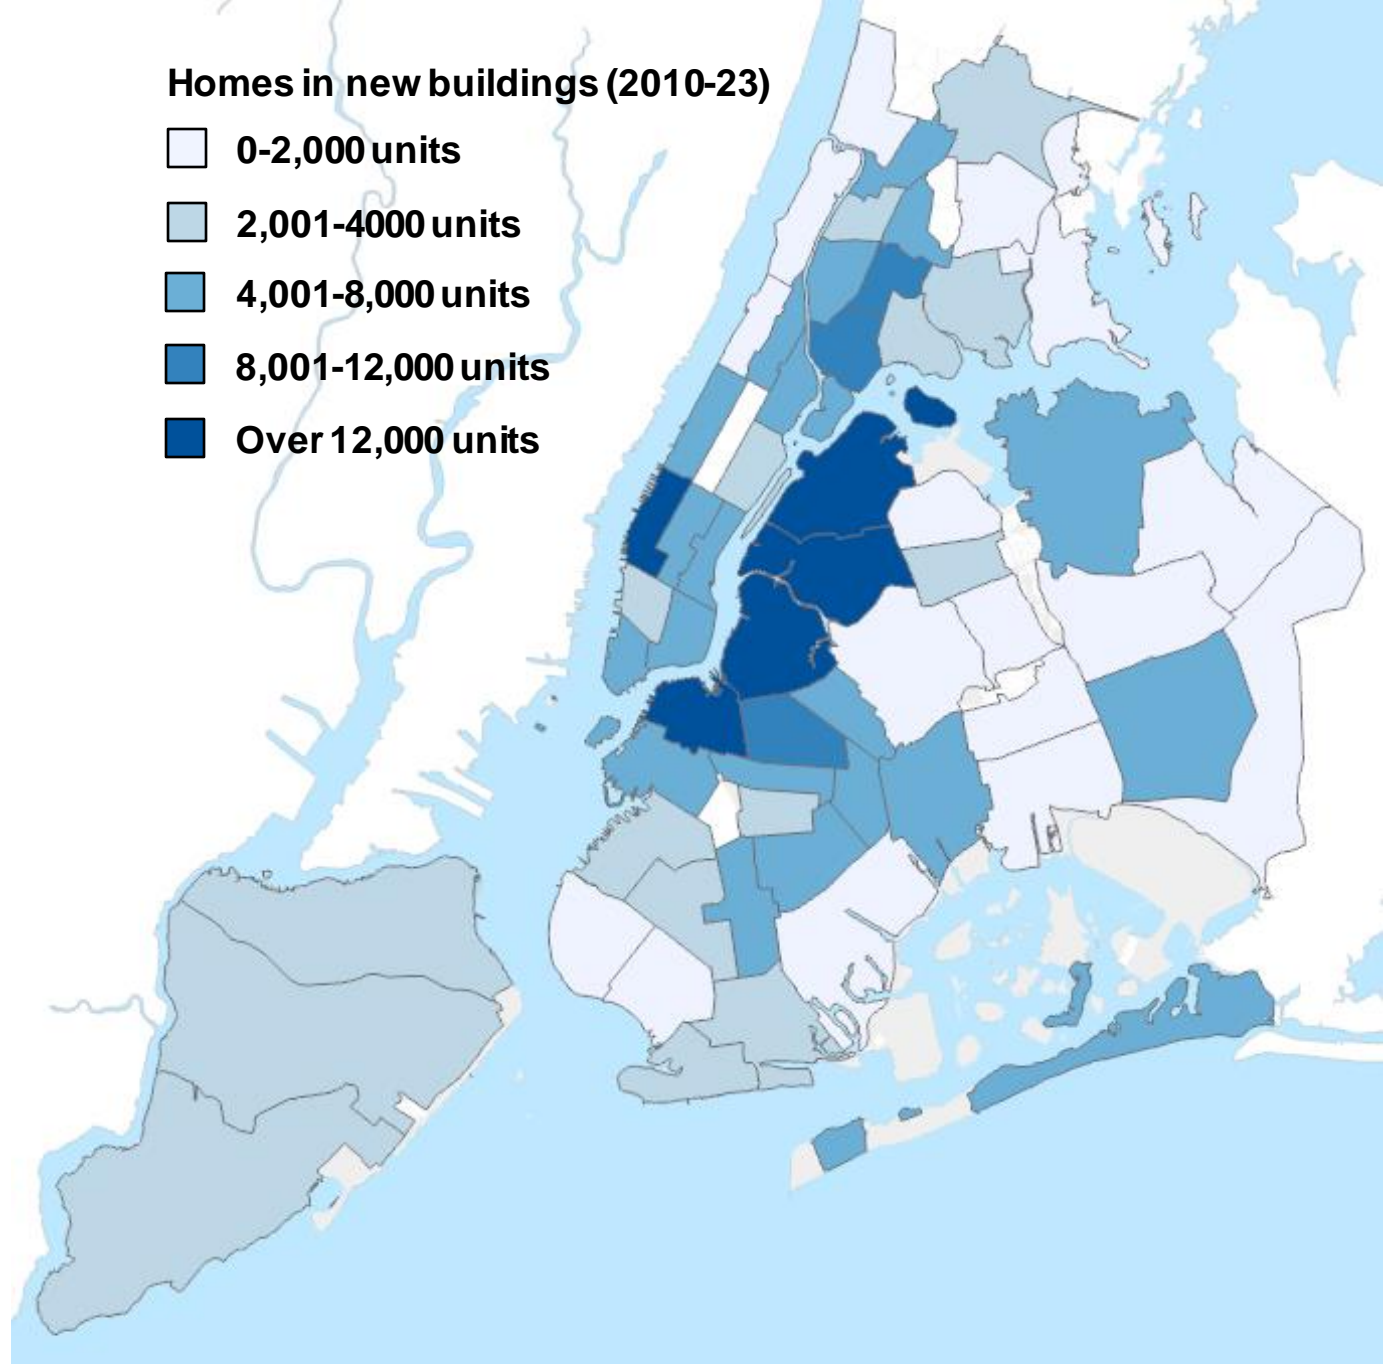 Homes in new buildings (2010-23)
0-2,000 units
2,001-4000 units
4,001-8,000 units
8,001-12,000 units
Over 12,000 units